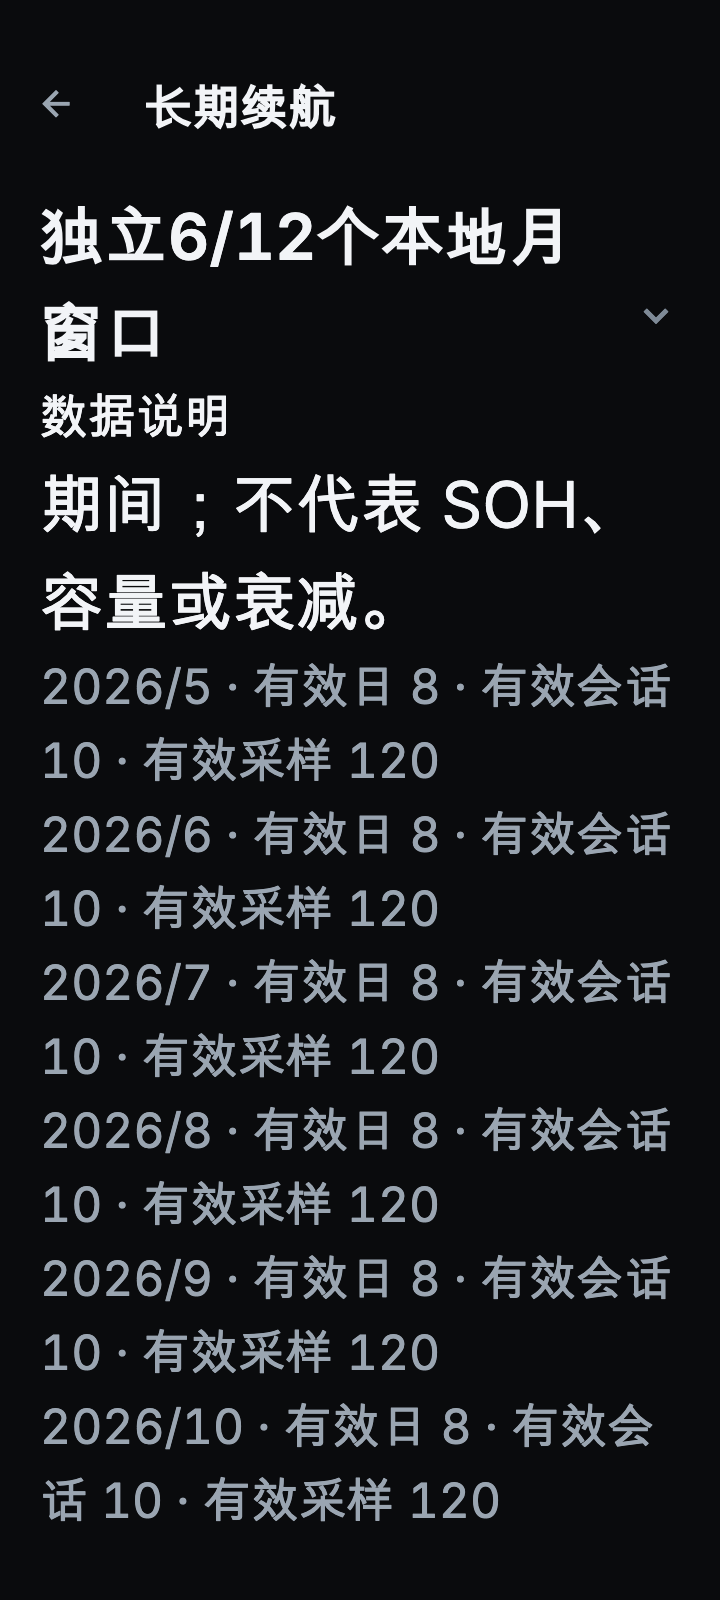 长期续航
独立6/12个本地月
窗口
数据说明
期间；不代表 SOH、
容量或衰减。
2026/5 · 有效日 8 · 有效会话
10 · 有效采样 120
2026/6 · 有效日 8 · 有效会话
10 · 有效采样 120
2026/7 · 有效日 8 · 有效会话
10 · 有效采样 120
2026/8 · 有效日 8 · 有效会话
10 · 有效采样 120
2026/9 · 有效日 8 · 有效会话
10 · 有效采样 120
2026/10 · 有效日 8 · 有效会
话 10 · 有效采样 120